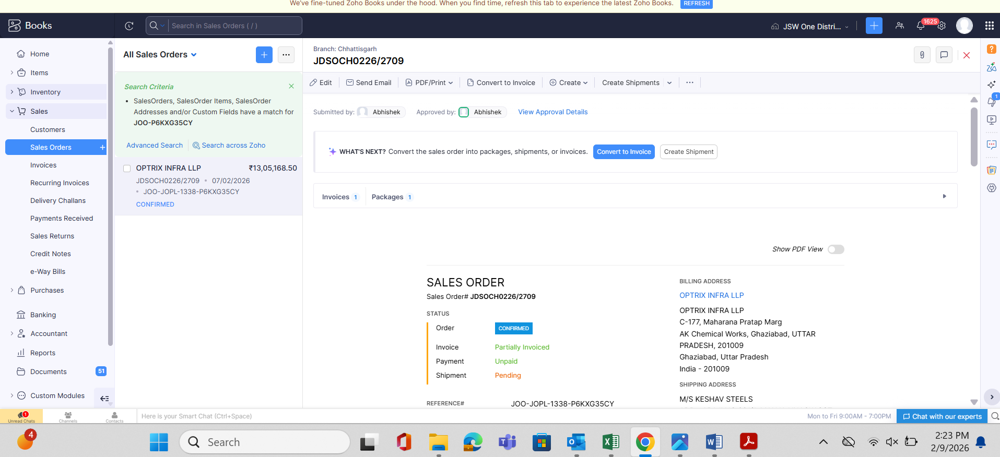 We've fine-tuned Zoho Books under the hood. When you find time, refresh this tab to experience the latest Zoho Books. REFRESH
Books
Search in Sales Orders ( / )
JSW One Distri...
1625
Home
Items
Inventory
Sales
Customers
Sales Orders +
Invoices
Recurring Invoices
Delivery Challans
Payments Received
Sales Returns
Credit Notes
e-Way Bills
Purchases
Banking
Accountant
Reports
Documents 51
Custom Modules
All Sales Orders
Search Criteria
• SalesOrders, SalesOrder Items, SalesOrder
Addresses and/or Custom Fields have a match for
JOO-P6KXG35CY
Advanced Search
Search across Zoho
OPTRIX INFRA LLP ₹13,05,168.50
JDSOCH0226/2709 • 07/02/2026
• JOO-JOPL-1338-P6KXG35CY
CONFIRMED
Branch: Chhattisgarh
JDSOCH0226/2709
Edit
Send Email
PDF/Print
Convert to Invoice
Create
Create Shipments
Submitted by: Abhishek
Approved by: Abhishek
View Approval Details
WHAT'S NEXT? Convert the sales order into packages, shipments, or invoices. Convert to Invoice Create Shipment
Invoices 1
Packages 1
Show PDF View
SALES ORDER
Sales Order# JDSOCH0226/2709
STATUS
Order CONFIRMED
Invoice Partially Invoiced
Payment Unpaid
Shipment Pending
REFERENCE# JOO-JOPL-1338-P6KXG35CY
BILLING ADDRESS
OPTRIX INFRA LLP
OPTRIX INFRA LLP
C-177, Maharana Pratap Marg
AK Chemical Works, Ghaziabad, UTTAR
PRADESH, 201009
Ghaziabad, Uttar Pradesh
India - 201009
SHIPPING ADDRESS
M/S KESHAV STEELS
1
Unread Chats 1
Channels
Contacts
Here is your Smart Chat (Ctrl+Space)
Mon to Fri 9:00AM - 7:00PM
Chat with our experts
4
Search
2:23 PM
2/9/2026